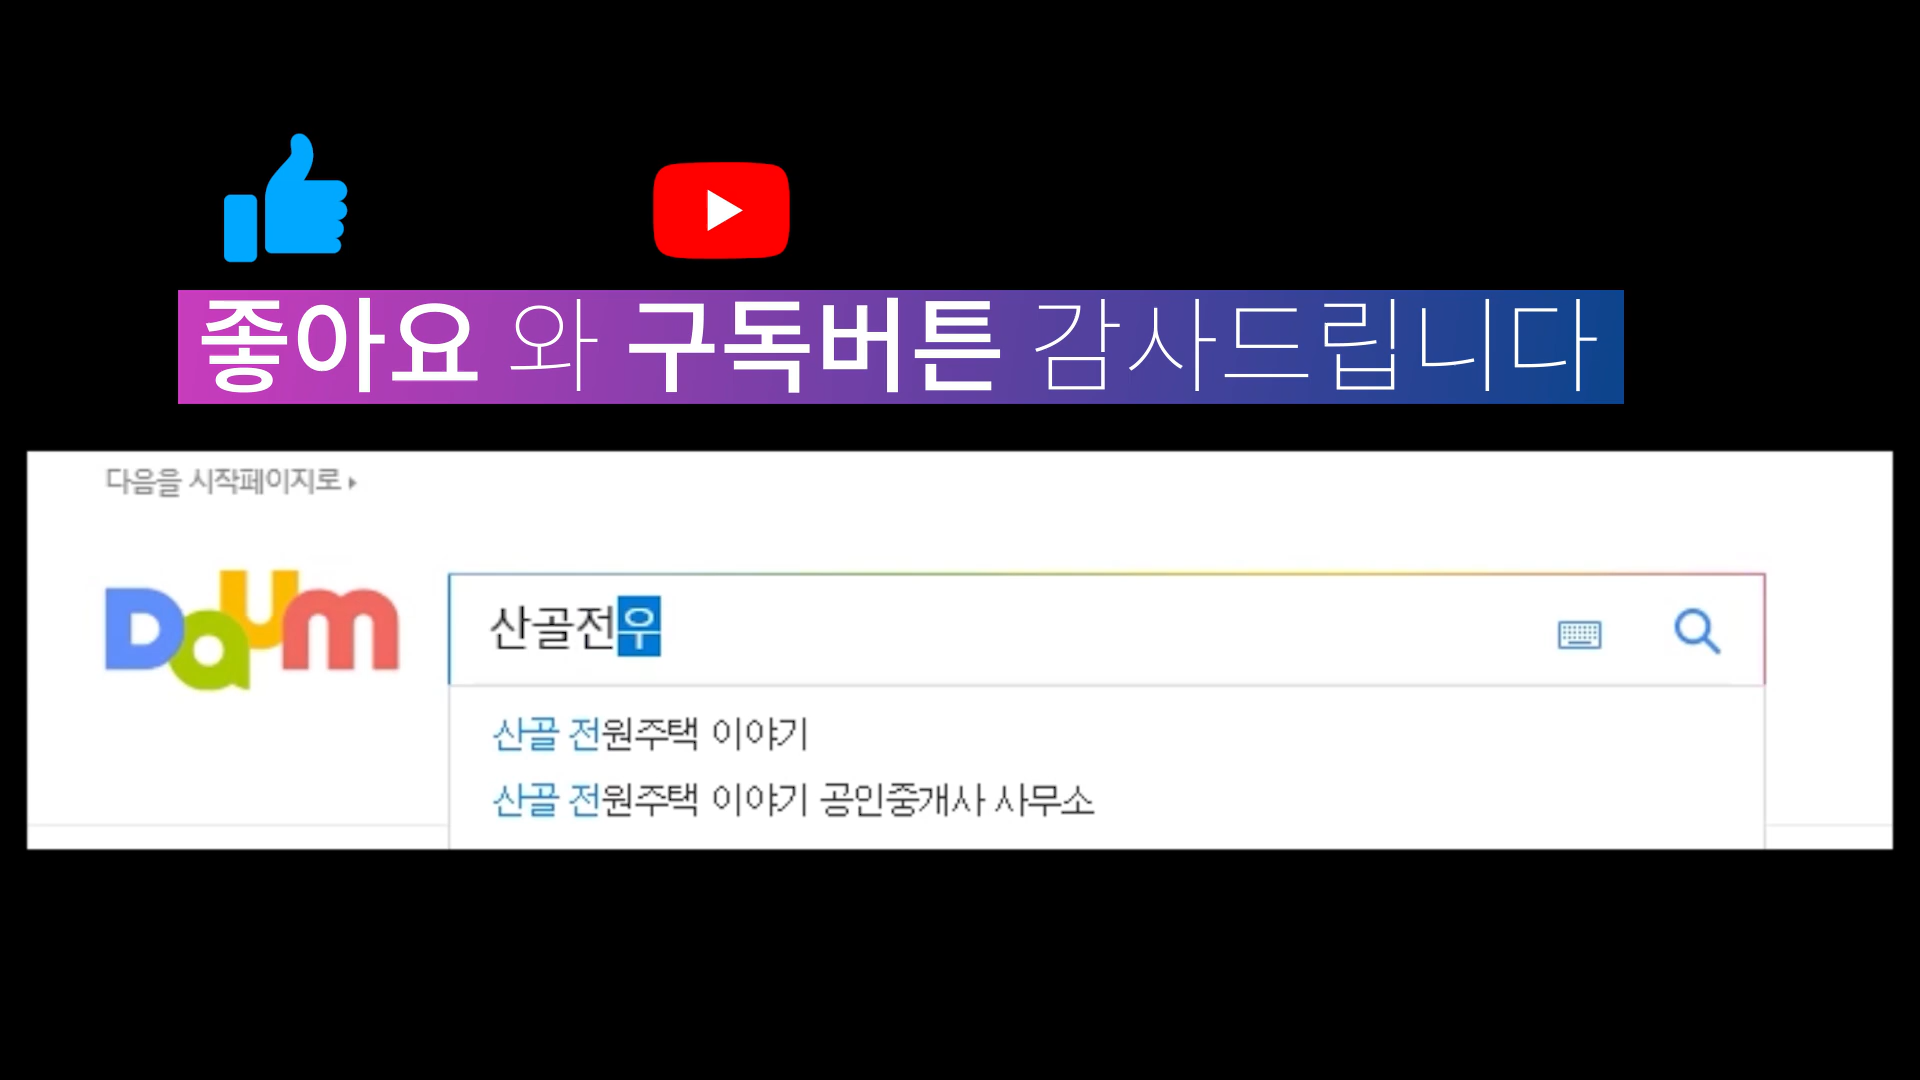 좋아요 와 구독버튼 감사드립니다
다음을 시작페이지로
Daum
산골전우
산골 전원주택 이야기
산골 전원주택 이야기 공인중개사 사무소